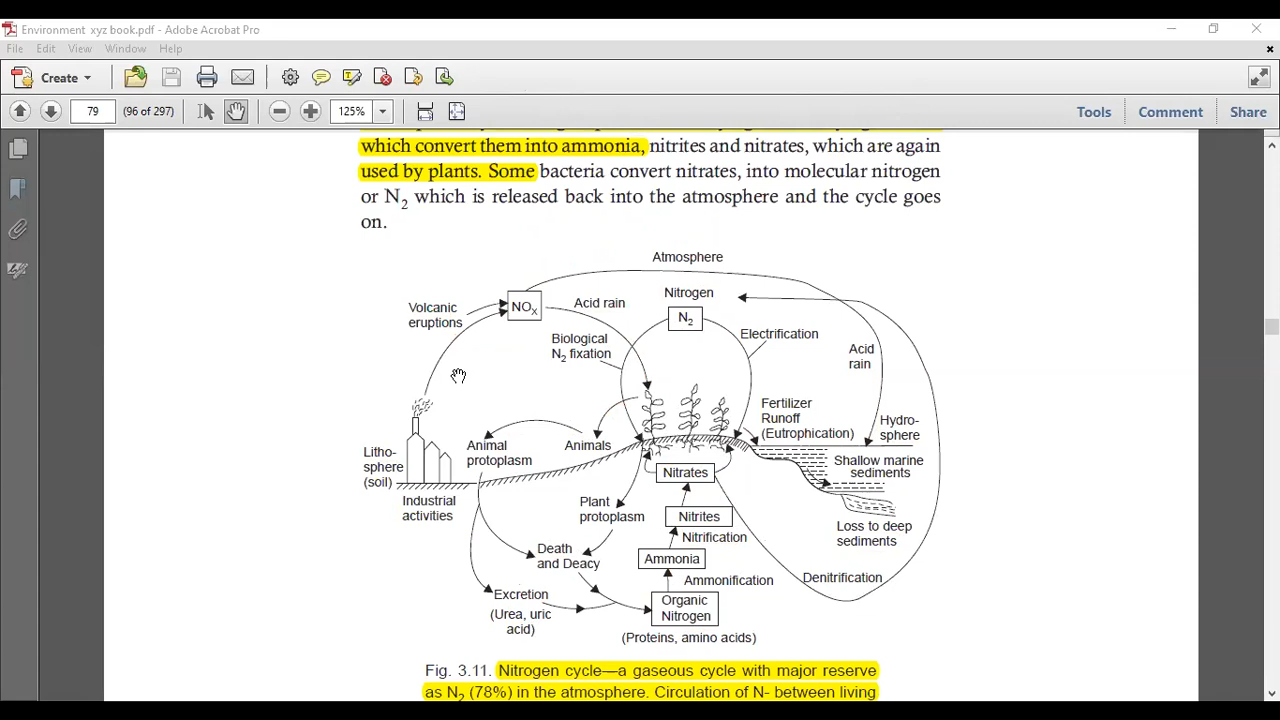 Environment xyz book.pdf - Adobe Acrobat Pro
File Edit View Window Help
Create
79 (96 of 297) 125% Tools Comment Share
which convert them into ammonia, nitrites and nitrates, which are again
used by plants. Some bacteria convert nitrates, into molecular nitrogen
or N2 which is released back into the atmosphere and the cycle goes
on.
Atmosphere
Volcanic
eruptions
NOX
Acid rain
Nitrogen
N2
Biological
N2 fixation
Electrification
Acid
rain
Fertilizer
Runoff
(Eutrophication)
Hydro-
sphere
Litho-
sphere
(soil)
Animal
protoplasm
Animals
Shallow marine
sediments
Nitrates
Industrial
activities
Plant
protoplasm
Nitrites
Nitrification
Loss to deep
sediments
Death
and Deacy
Ammonia
Ammonification
Denitrification
Excretion
(Urea, uric
acid)
Organic
Nitrogen
(Proteins, amino acids)
Fig. 3.11. Nitrogen cycle—a gaseous cycle with major reserve
as N2 (78%) in the atmosphere. Circulation of N- between living